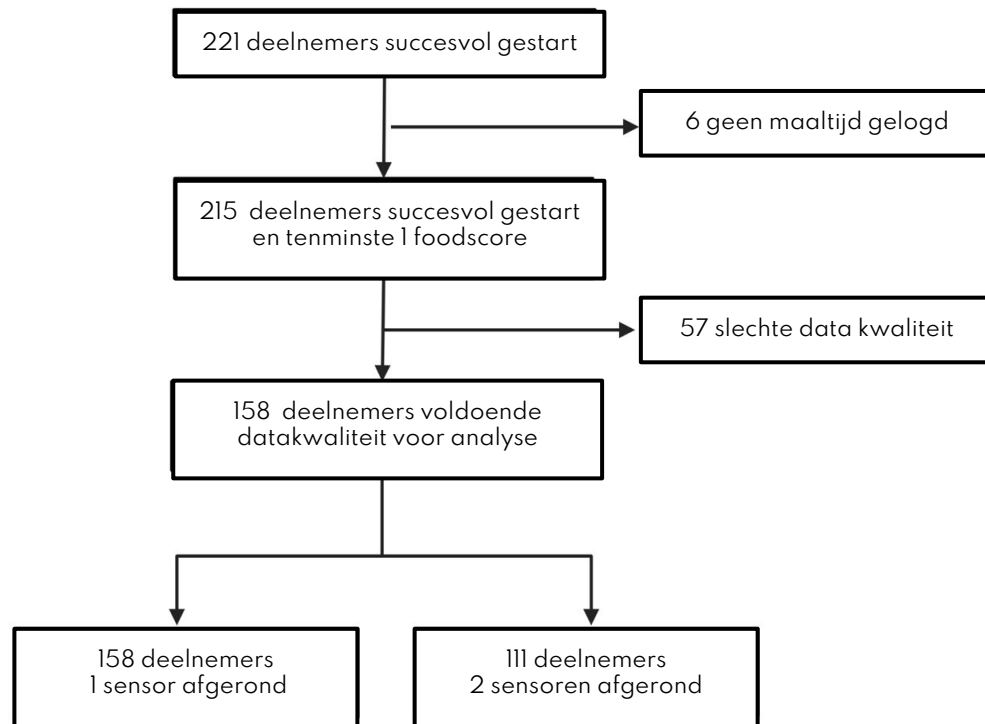 221 deelnemers succesvol gestart
6 geen maaltijd gelogd
215 deelnemers succesvol gestart
en tenminste 1 foodscore
57 slechte data kwaliteit
158 deelnemers voldoende
datakwaliteit voor analyse
158 deelnemers
1 sensor afgerond
111 deelnemers
2 sensoren afgerond